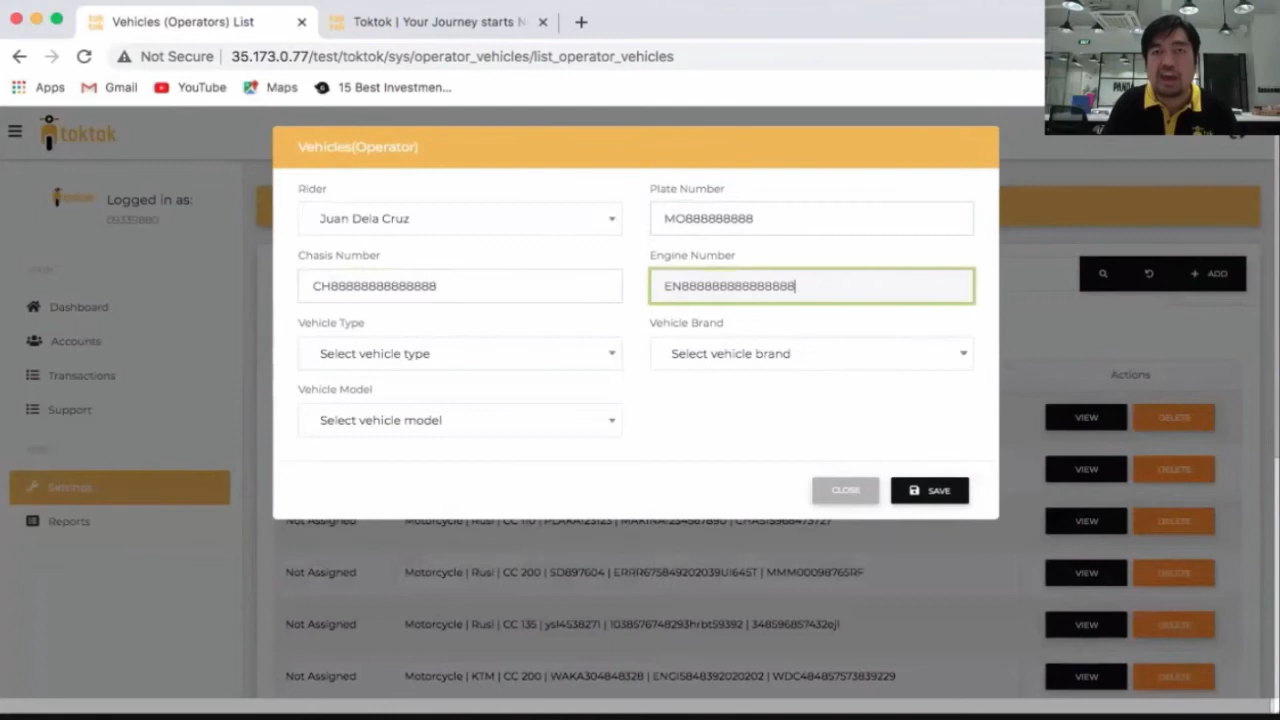 Vehicles (Operators) List
Toktok | Your Journey starts N
Not Secure | 35.173.0.77/test/toktok/sys/operator_vehicles/list_operator_vehicles
Apps Gmail YouTube Maps 15 Best Investmen...
toktok
Vehicles(Operator)
Logged in as:
Rider
Juan Dela Cruz
Plate Number
MO888888888
Chasis Number
CH88888888888888
Engine Number
EN888888888888888
Vehicle Type
Select vehicle type
Vehicle Brand
Select vehicle brand
Vehicle Model
Select vehicle model
CLOSE SAVE
ADD
Actions
Dashboard
Accounts
Transactions
Support
Settings
Reports
VIEW DELETE
VIEW DELETE
VIEW DELETE
Not Assigned Motorcycle | Rusi | CC 200 | SD897604 | ERRR675849202039UI645T | MMM00098765RF VIEW DELETE
Not Assigned Motorcycle | Rusi | CC 135 | ysl4538271 | 1038576748293hrbt59392 | 348596857432ejl VIEW DELETE
Not Assigned Motorcycle | KTM | CC 200 | WAKA304848328 | ENGI5848392020202 | WDC484857573839229 VIEW DELETE